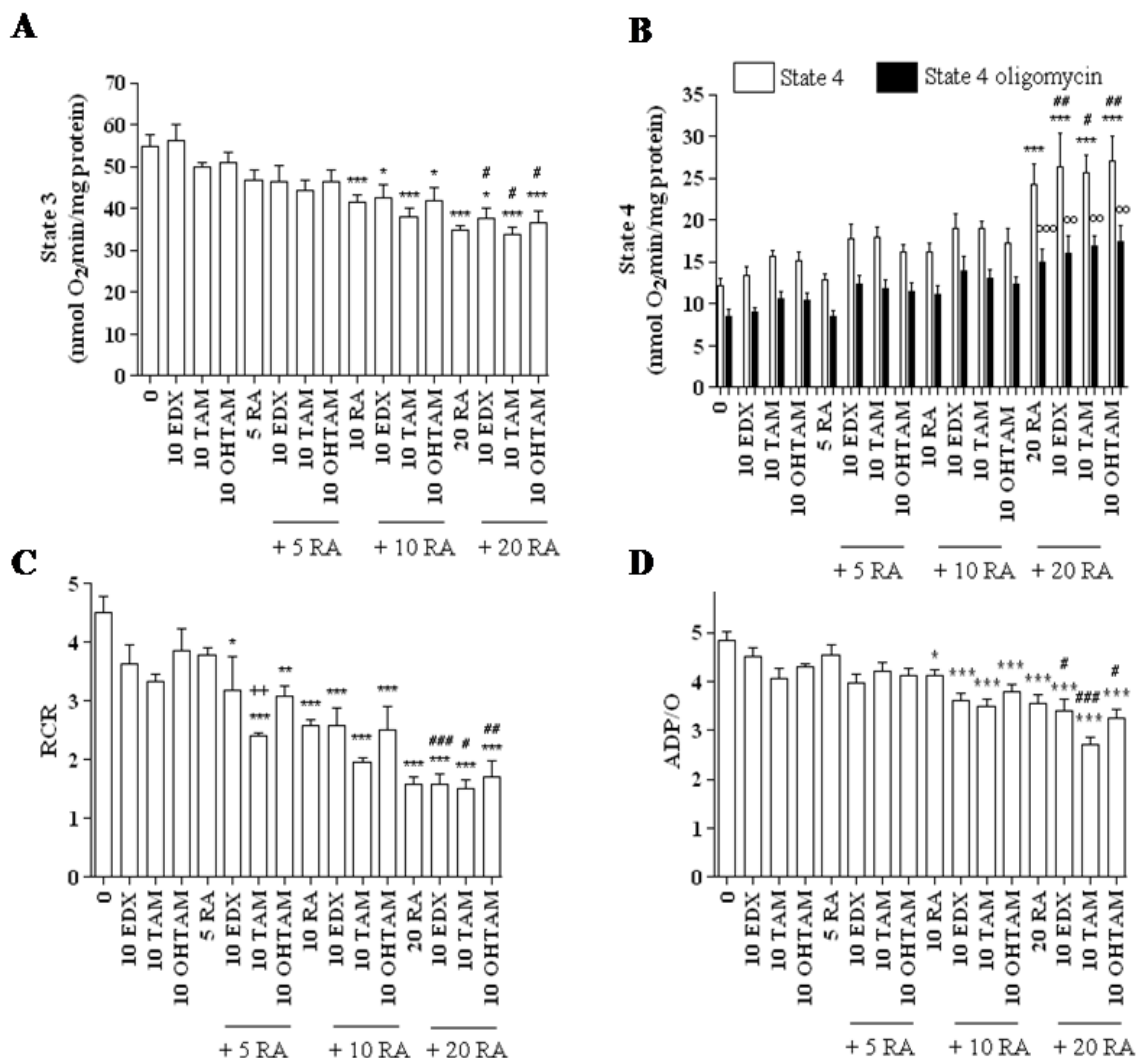 A
State 3
(nmol O2/min/mg protein)
70
60
50
40
30
20
10
0
*** * *** * *** # * # *** # ***
0
10 EDX
10 TAM
10 OHTAM
5 RA
10 EDX
10 TAM
10 OHTAM
10 RA
10 EDX
10 TAM
10 OHTAM
20 RA
10 EDX
10 TAM
10 OHTAM
+ 5 RA + 10 RA + 20 RA
B
State 4 State 4 oligomycin
State 4
(nmol O2/min/mg protein)
35
30
25
20
15
10
5
0
*** ∞o ## *** ∞ # *** ∞ ## *** ∞
0
10 EDX
10 TAM
10 OHTAM
5 RA
10 EDX
10 TAM
10 OHTAM
10 RA
10 EDX
10 TAM
10 OHTAM
20 RA
10 EDX
10 TAM
10 OHTAM
+ 5 RA + 10 RA + 20 RA
C
RCR
5
4
3
2
1
0
* ++ *** ** *** *** *** *** *** ### *** # *** ## ***
0
10 EDX
10 TAM
10 OHTAM
5 RA
10 EDX
10 TAM
10 OHTAM
10 RA
10 EDX
10 TAM
10 OHTAM
20 RA
10 EDX
10 TAM
10 OHTAM
+ 5 RA + 10 RA + 20 RA
D
ADP/O
5
4
3
2
1
0
* *** *** *** *** # *** ### *** # ***
0
10 EDX
10 TAM
10 OHTAM
5 RA
10 EDX
10 TAM
10 OHTAM
10 RA
10 EDX
10 TAM
10 OHTAM
20 RA
10 EDX
10 TAM
10 OHTAM
+ 5 RA + 10 RA + 20 RA